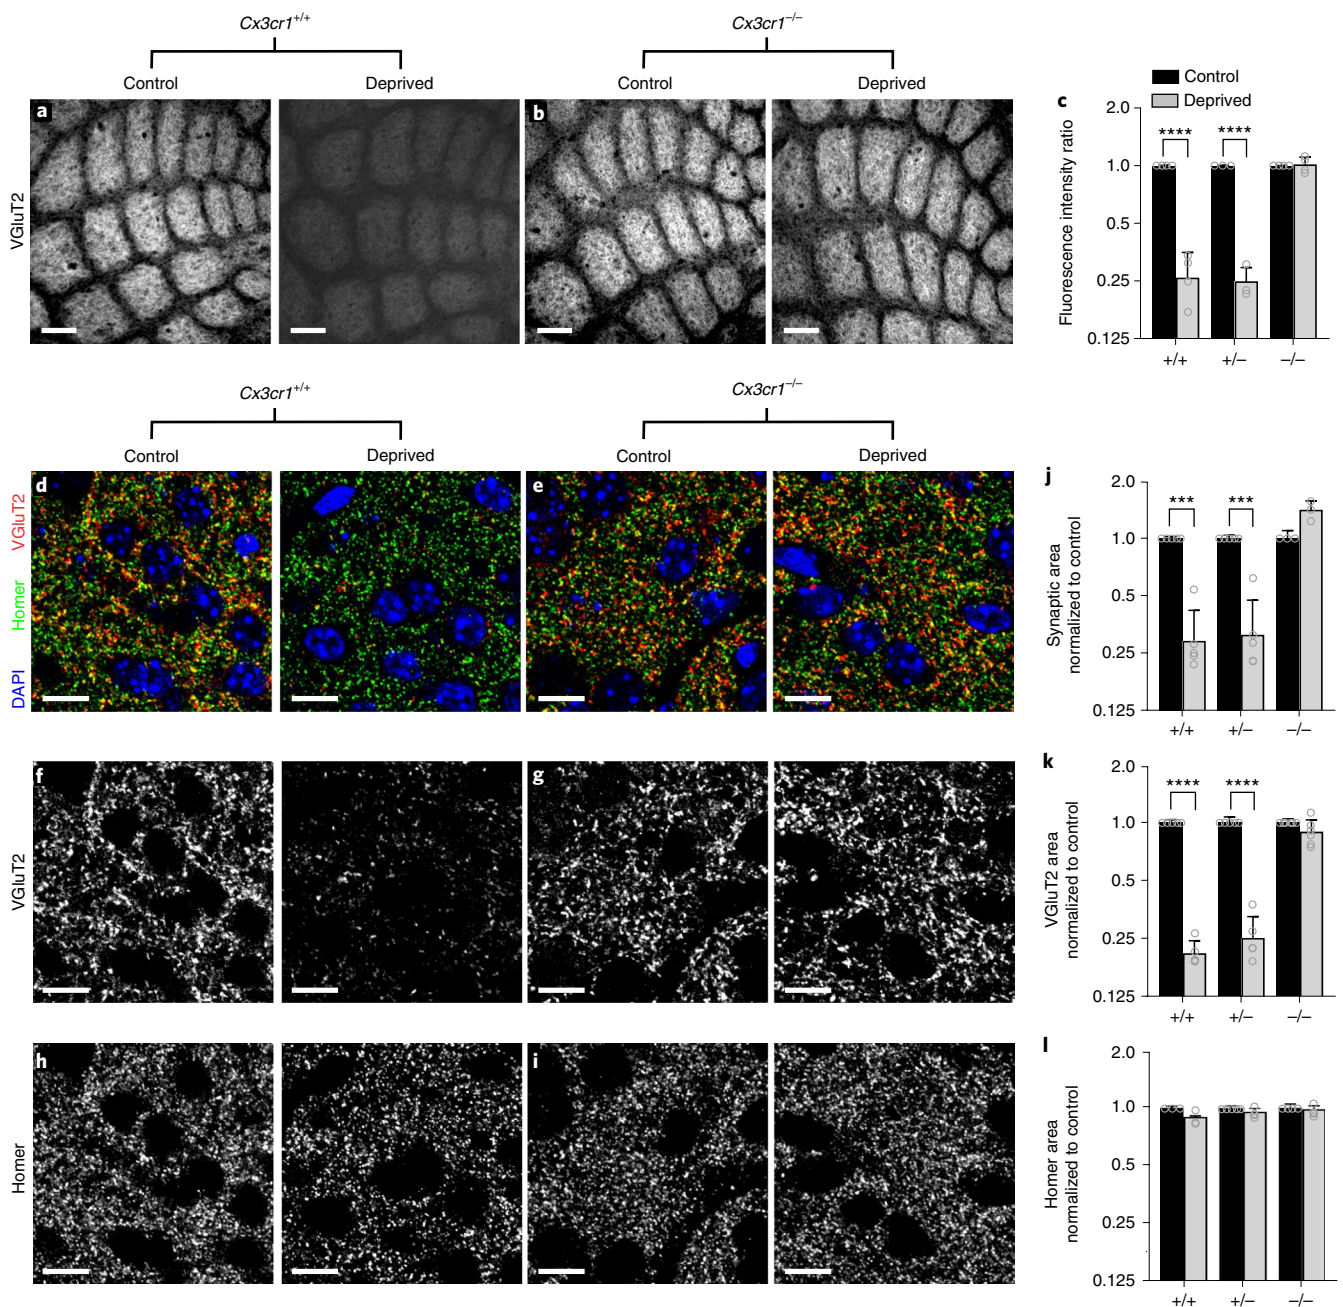 Cx3cr1+/+
Cx3cr1−/−
Control
Deprived
Control
Deprived
a
b
VGluT2
c
Control
Deprived
Fluorescence intensity ratio
2.0
1.0
0.5
0.25
0.125
****
****
+/+
+/−
−/−
Cx3cr1+/+
Cx3cr1−/−
Control
Deprived
Control
Deprived
d
e
DAPI Homer VGluT2
j
Synaptic area
normalized to control
2.0
1.0
0.5
0.25
0.125
***
***
+/+
+/−
−/−
f
g
VGluT2
k
VGluT2 area
normalized to control
2.0
1.0
0.5
0.25
0.125
****
****
+/+
+/−
−/−
h
i
Homer
l
Homer area
normalized to control
2.0
1.0
0.5
0.25
0.125
+/+
+/−
−/−